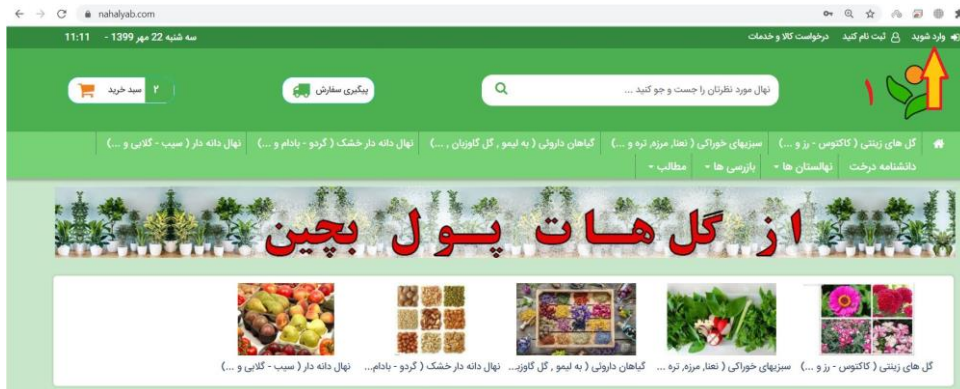 nahalyab.com
وارد شوید ثبت نام کنید درخواست کالا و خدمات سه شنبه 22 مهر 1399 - 11:11
۱
نهال مورد نظرتان را جست و جو کنید ...
پیگیری سفارش
۲ سبد خرید
گل های زینتی ( کاکتوس - رز و ...) سبزیهای خوراکی ( نعنا, مرزه, تره و ...) گیاهان داروئی ( به لیمو , گل گاوزبان , ...) نهال دانه دار خشک ( گردو - بادام و ...) نهال دانه دار ( سیب - گلابی و ...)
دانشنامه درخت نهالستان ها بازرسی ها مطالب
از گل هات پول بچین
گل های زینتی ( کاکتوس - رز و ...) سبزیهای خوراکی ( نعنا, مرزه, تره ... گیاهان داروئی ( به لیمو , گل گاوزب... نهال دانه دار خشک ( گردو - بادام... نهال دانه دار ( سیب - گلابی و ...)